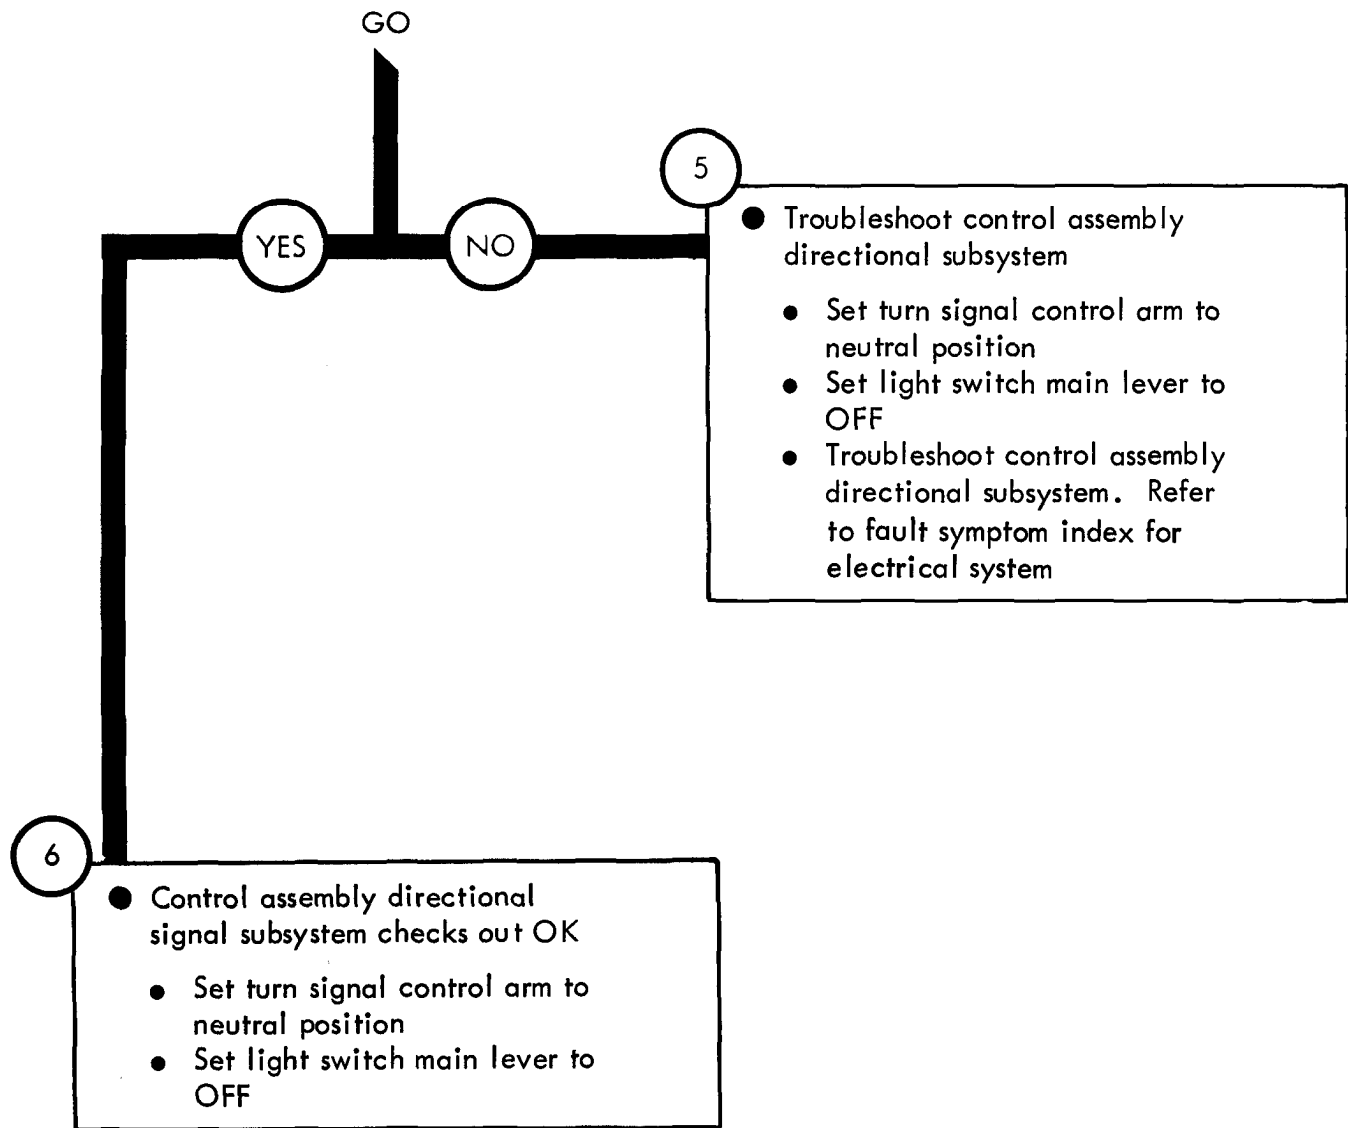 GO
YES
NO
5
● Troubleshoot control assembly
directional subsystem
● Set turn signal control arm to
neutral position
● Set light switch main lever to
OFF
● Troubleshoot control assembly
directional subsystem. Refer
to fault symptom index for
electrical system
6
● Control assembly directional
signal subsystem checks out OK
● Set turn signal control arm to
neutral position
● Set light switch main lever to
OFF